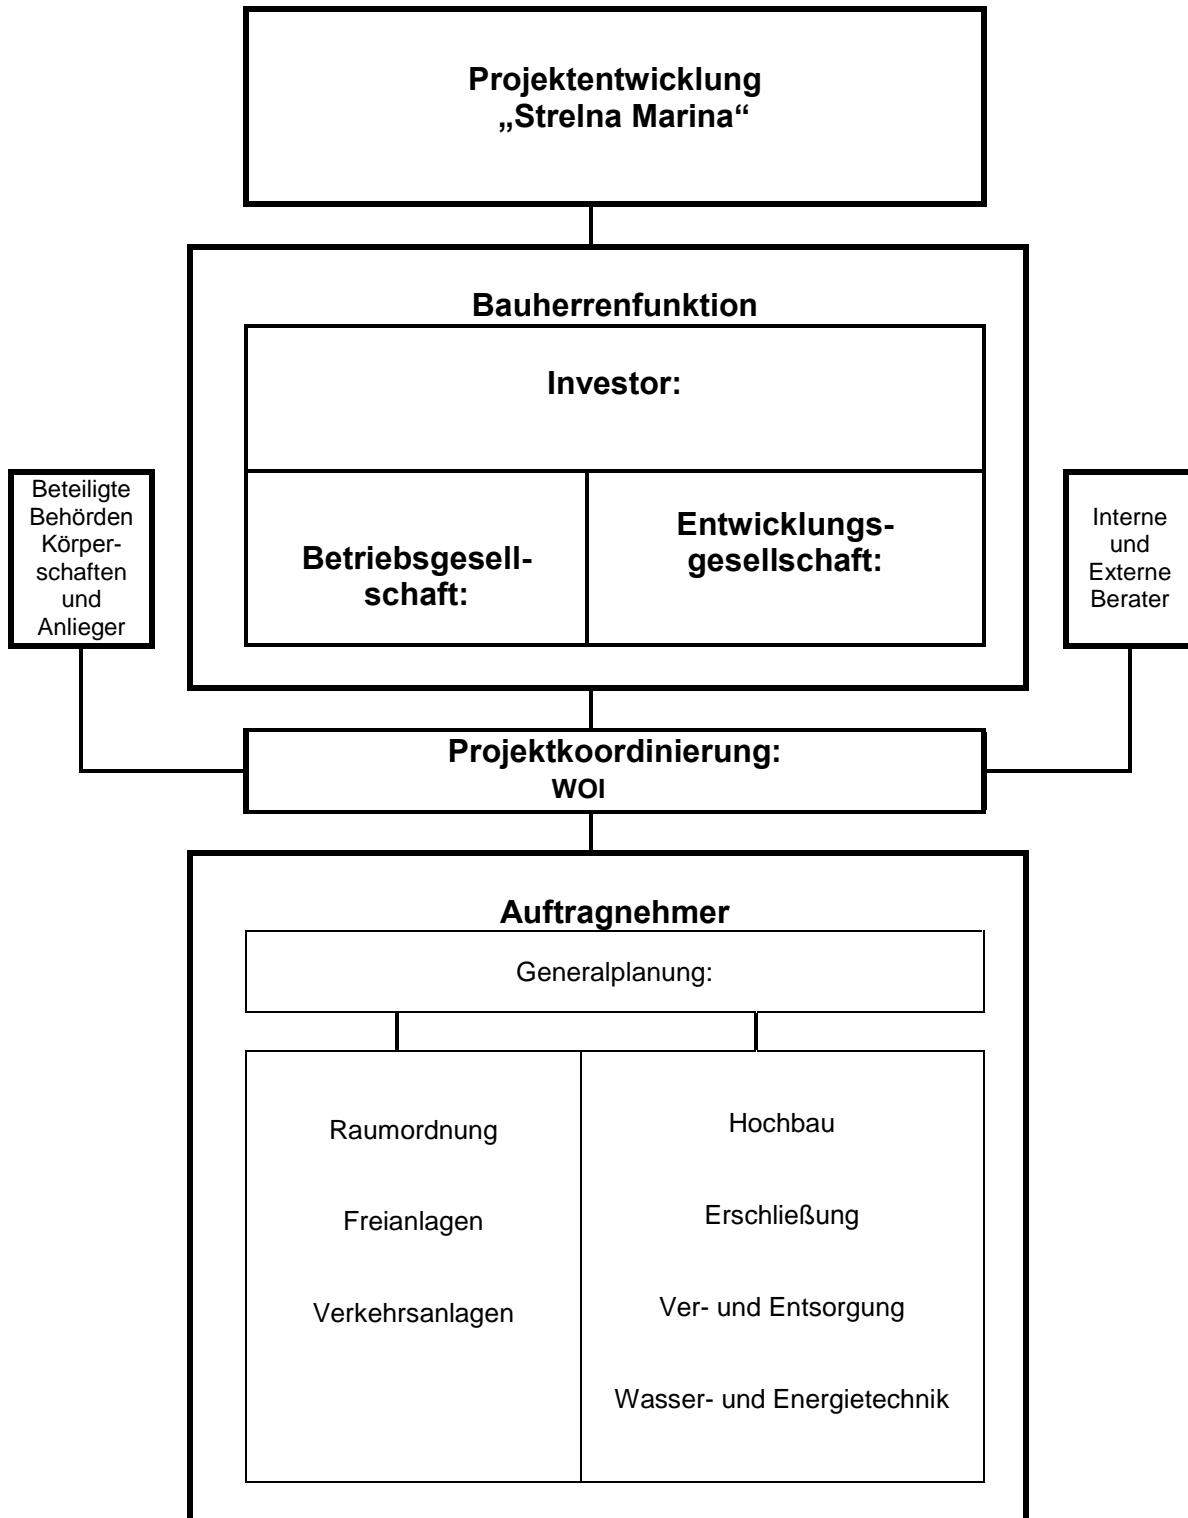 Projektentwicklung
„Strelna Marina“
Bauherrenfunktion
Investor:
Betriebsgesell-
schaft:
Entwicklungs-
gesellschaft:
Beteiligte
Behörden
Körper-
schaften
und
Anlieger
Interne
und
Externe
Berater
Projektkoordinierung:
WOI
Auftragnehmer
Generalplanung:
Raumordnung
Freianlagen
Verkehrsanlagen
Hochbau
Erschließung
Ver- und Entsorgung
Wasser- und Energietechnik